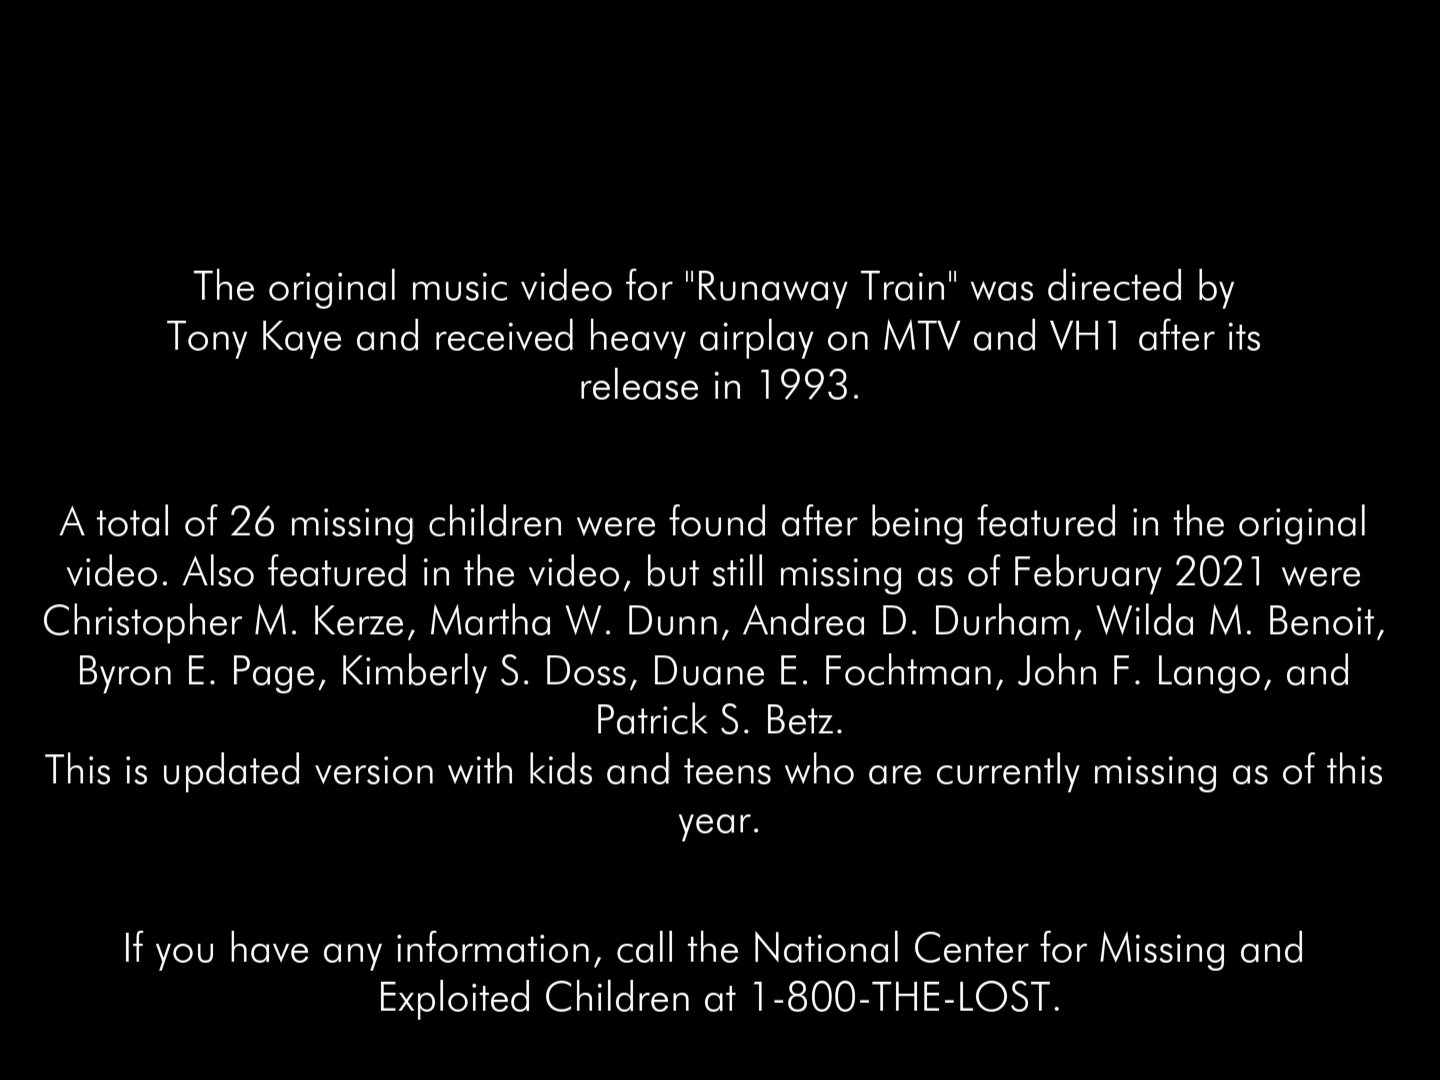 The original music video for "Runaway Train" was directed by
Tony Kaye and received heavy airplay on MTV and VH1 after its
release in 1993.
A total of 26 missing children were found after being featured in the original
video. Also featured in the video, but still missing as of February 2021 were
Christopher M. Kerze, Martha W. Dunn, Andrea D. Durham, Wilda M. Benoit,
Byron E. Page, Kimberly S. Doss, Duane E. Fochtman, John F. Lango, and
Patrick S. Betz.
This is updated version with kids and teens who are currently missing as of this
year.
If you have any information, call the National Center for Missing and
Exploited Children at 1-800-THE-LOST.